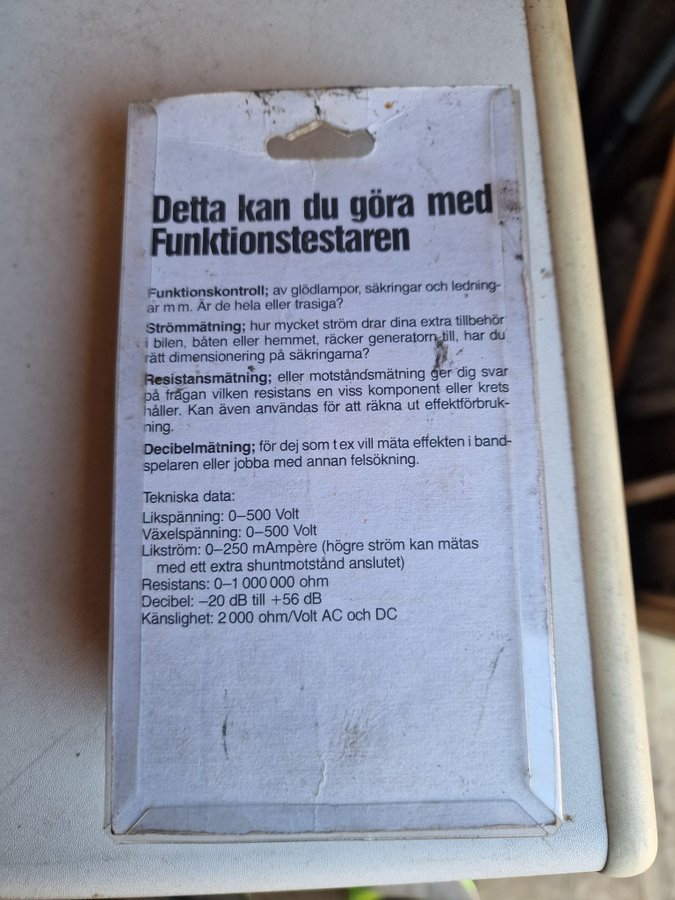 Detta kan du göra med
Funktionstestaren
Funktionskontroll; av glödlampor, säkringar och ledning-
ar m m. Är de hela eller trasiga?
Strömmätning; hur mycket ström drar dina extra tillbehör
i bilen, båten eller hemmet, räcker generatorn till, har du
rätt dimensionering på säkringarna?
Resistansmätning; eller motståndsmätning ger dig svar
på frågan vilken resistans en viss komponent eller krets
håller. Kan även användas för att räkna ut effektförbruk-
ning.
Decibelmätning; för dej som t ex vill mäta effekten i band-
spelaren eller jobba med annan felsökning.
Tekniska data:
Likspänning: 0–500 Volt
Växelspänning: 0–500 Volt
Likström: 0–250 mAmpère (högre ström kan mätas
med ett extra shuntmotstånd anslutet)
Resistans: 0–1 000 000 ohm
Decibel: –20 dB till +56 dB
Känslighet: 2 000 ohm/Volt AC och DC